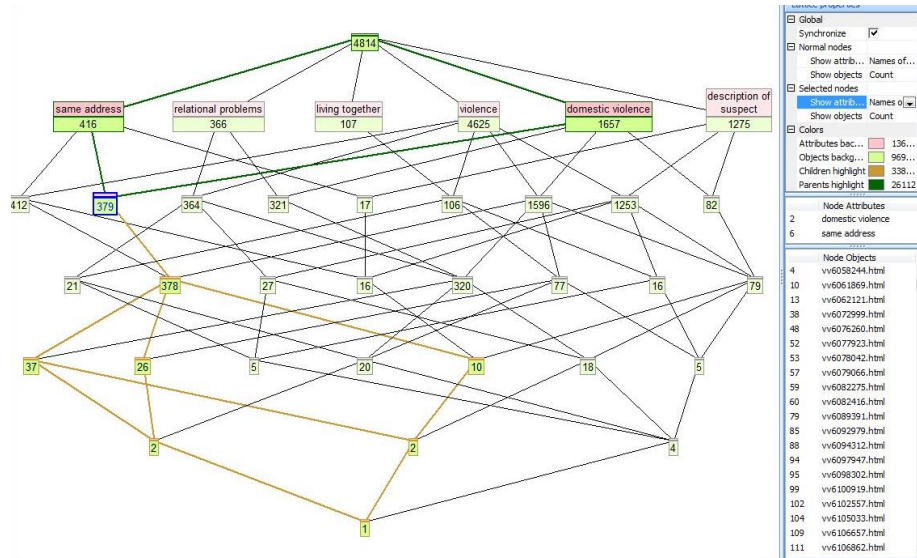 4814
same address
416
relational problems
366
living together
107
violence
4625
domestic violence
1657
description of
suspect
1275
412
379
364
321
17
106
1596
1253
82
21
378
27
16
320
77
16
79
37
26
5
20
10
18
5
2
2
4
1
Global
Synchronize
Normal nodes
Show attrib... Names of...
Show objects Count
Selected nodes
Show attrib... Names o
Show objects Count
Colors
Attributes bac... 136...
Objects backg... 969...
Children highlight 338...
Parents highlight 26112
Node Attributes
2 domestic violence
6 same address
Node Objects
4 vv6058244.html
10 vv6061869.html
13 vv6062121.html
38 vv6072999.html
48 vv6076260.html
52 vv6077923.html
53 vv6078042.html
57 vv6079066.html
59 vv6082275.html
60 vv6082416.html
79 vv6089391.html
85 vv6092979.html
88 vv6094312.html
94 vv6097947.html
95 vv6098302.html
99 vv6100919.html
102 vv6102557.html
104 vv6105033.html
109 vv6106657.html
111 vv6106862.html